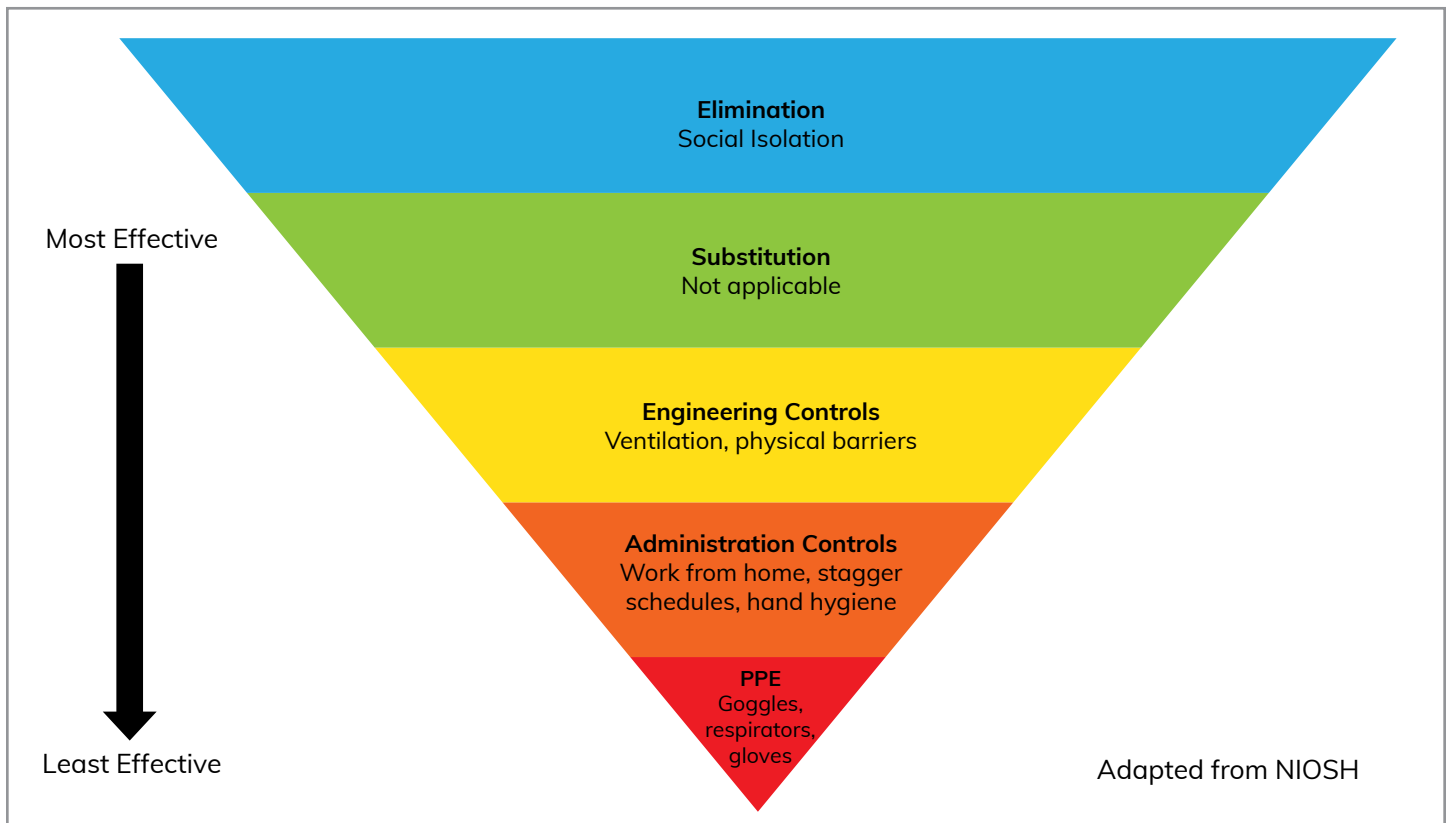 Elimination
Social Isolation
Most Effective
Substitution
Not applicable
Engineering Controls
Ventilation, physical barriers
Administration Controls
Work from home, stagger
schedules, hand hygiene
PPE
Goggles,
respirators,
gloves
Least Effective
Adapted from NIOSH